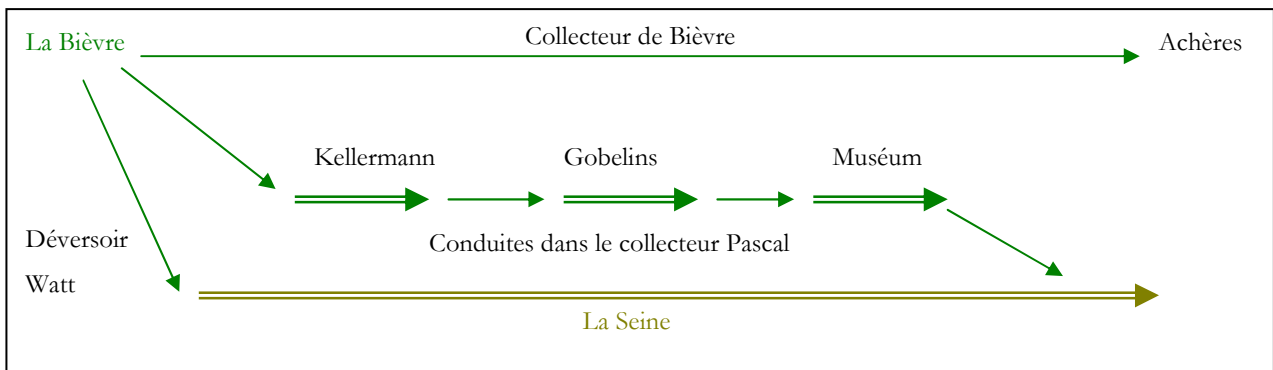 La Bièvre
Collecteur de Bièvre
Achères
Kellermann
Gobelins
Muséum
Déversoir
Watt
Conduites dans le collecteur Pascal
La Seine